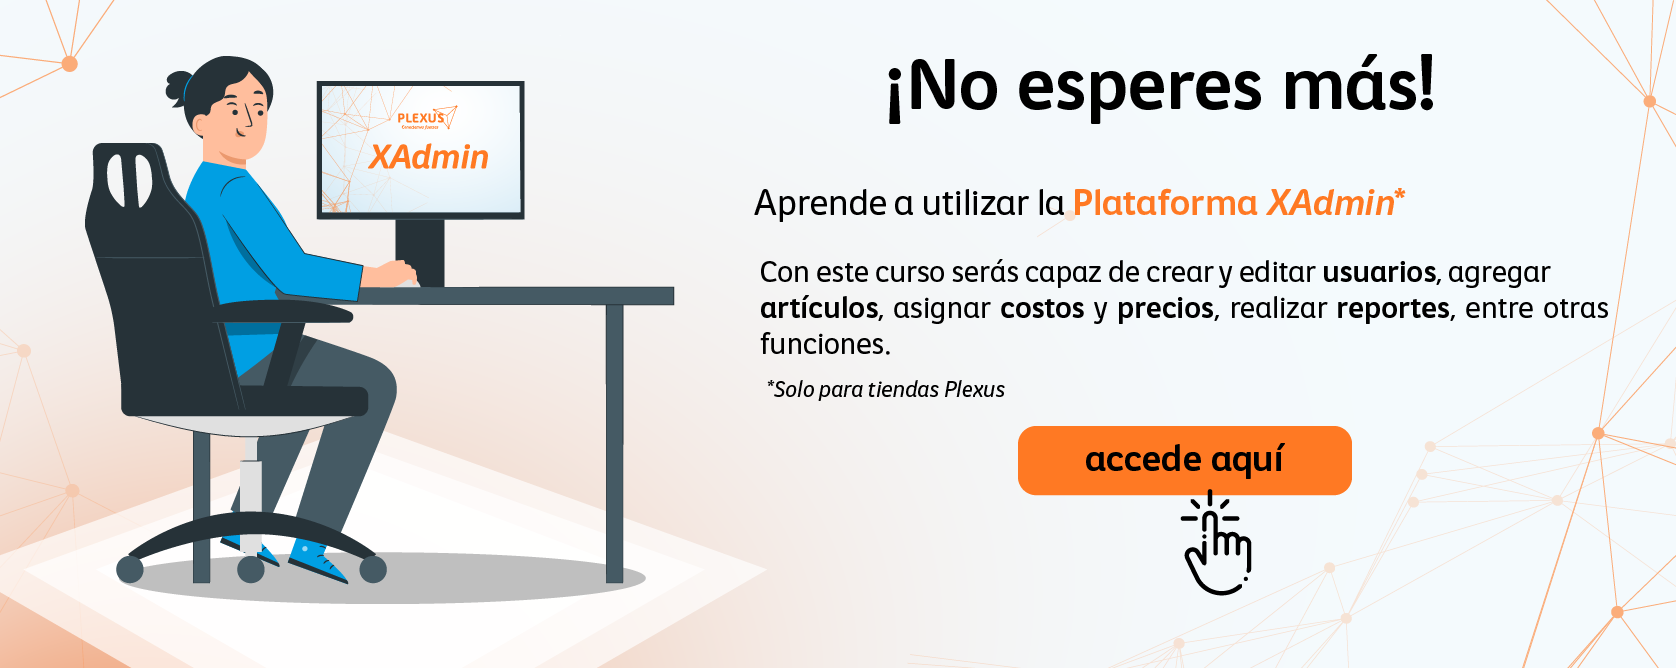 ¡No esperes más!
PLEXUS
XAdmin
Aprende a utilizar la Plataforma XAdmin*
Con este curso serás capaz de crear y editar usuarios, agregar
artículos, asignar costos y precios, realizar reportes, entre otras
funciones.
*Solo para tiendas Plexus
accede aquí